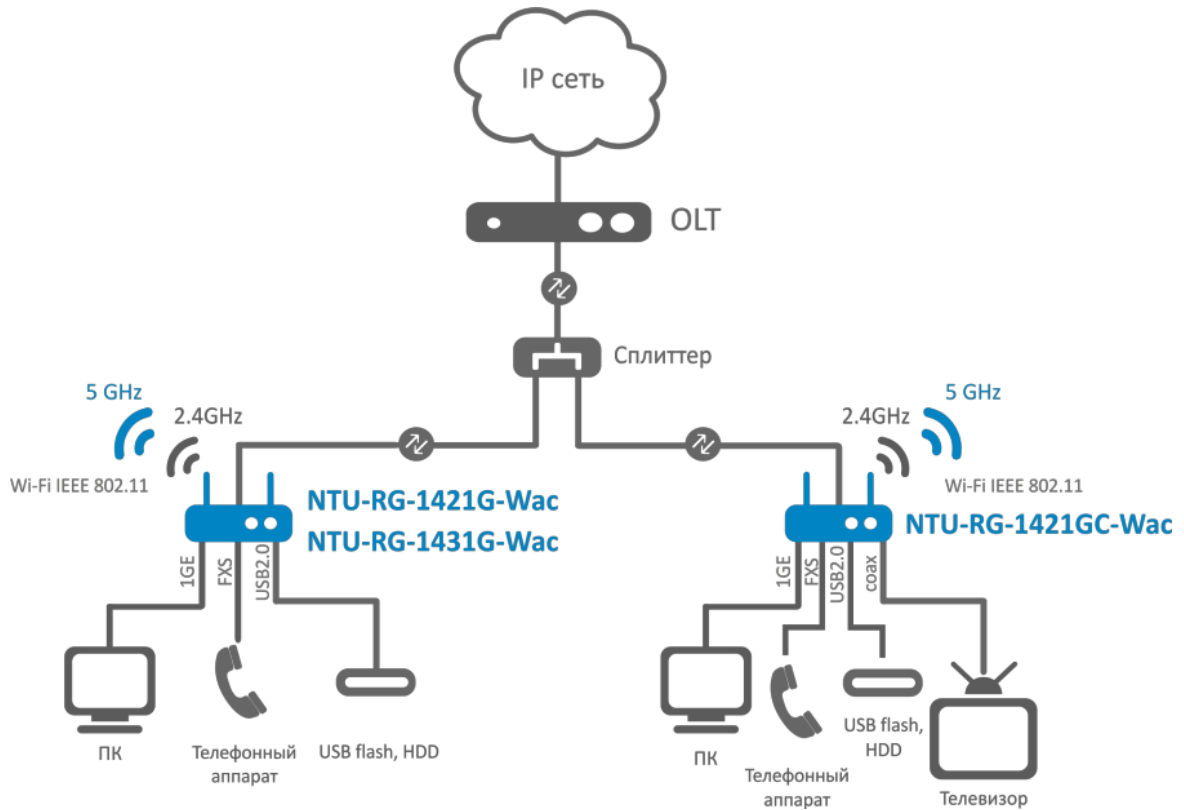 IP сеть
OLT
Сплиттер
5 GHz
2.4GHz
Wi-Fi IEEE 802.11
NTU-RG-1421G-Wac
NTU-RG-1431G-Wac
1GE
FXS
USB2.0
ПК
Телефонный
аппарат
USB flash, HDD
5 GHz
2.4GHz
Wi-Fi IEEE 802.11
NTU-RG-1421GC-Wac
1GE
FXS
USB2.0
coax
ПК
Телефонный
аппарат
USB flash,
HDD
Телевизор